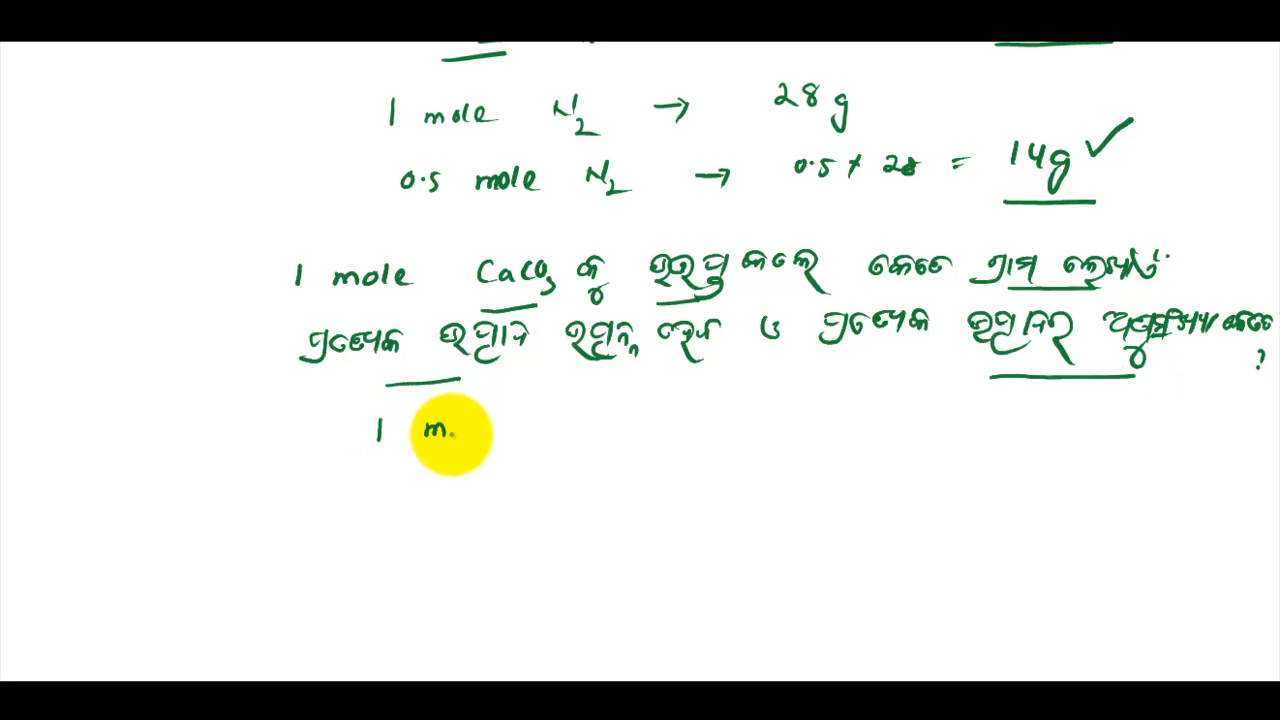 1 mole N₂ → 28 g
0.5 mole N₂ → 0.5 × 28 = 14g ✓
1 mole CaCO₃ କୁ ଉତ୍ତପ୍ତ କଲେ କେତେ ଗ୍ରାମ ଲେଖାଏଁ
ପ୍ରତ୍ୟେକ ଉତ୍ପାଦ ଉତ୍ପନ୍ନ ହେବ ଓ ପ୍ରତ୍ୟେକ ଉତ୍ପାଦର ଅଣୁସଂଖ୍ୟା କେତେ ?
1 m